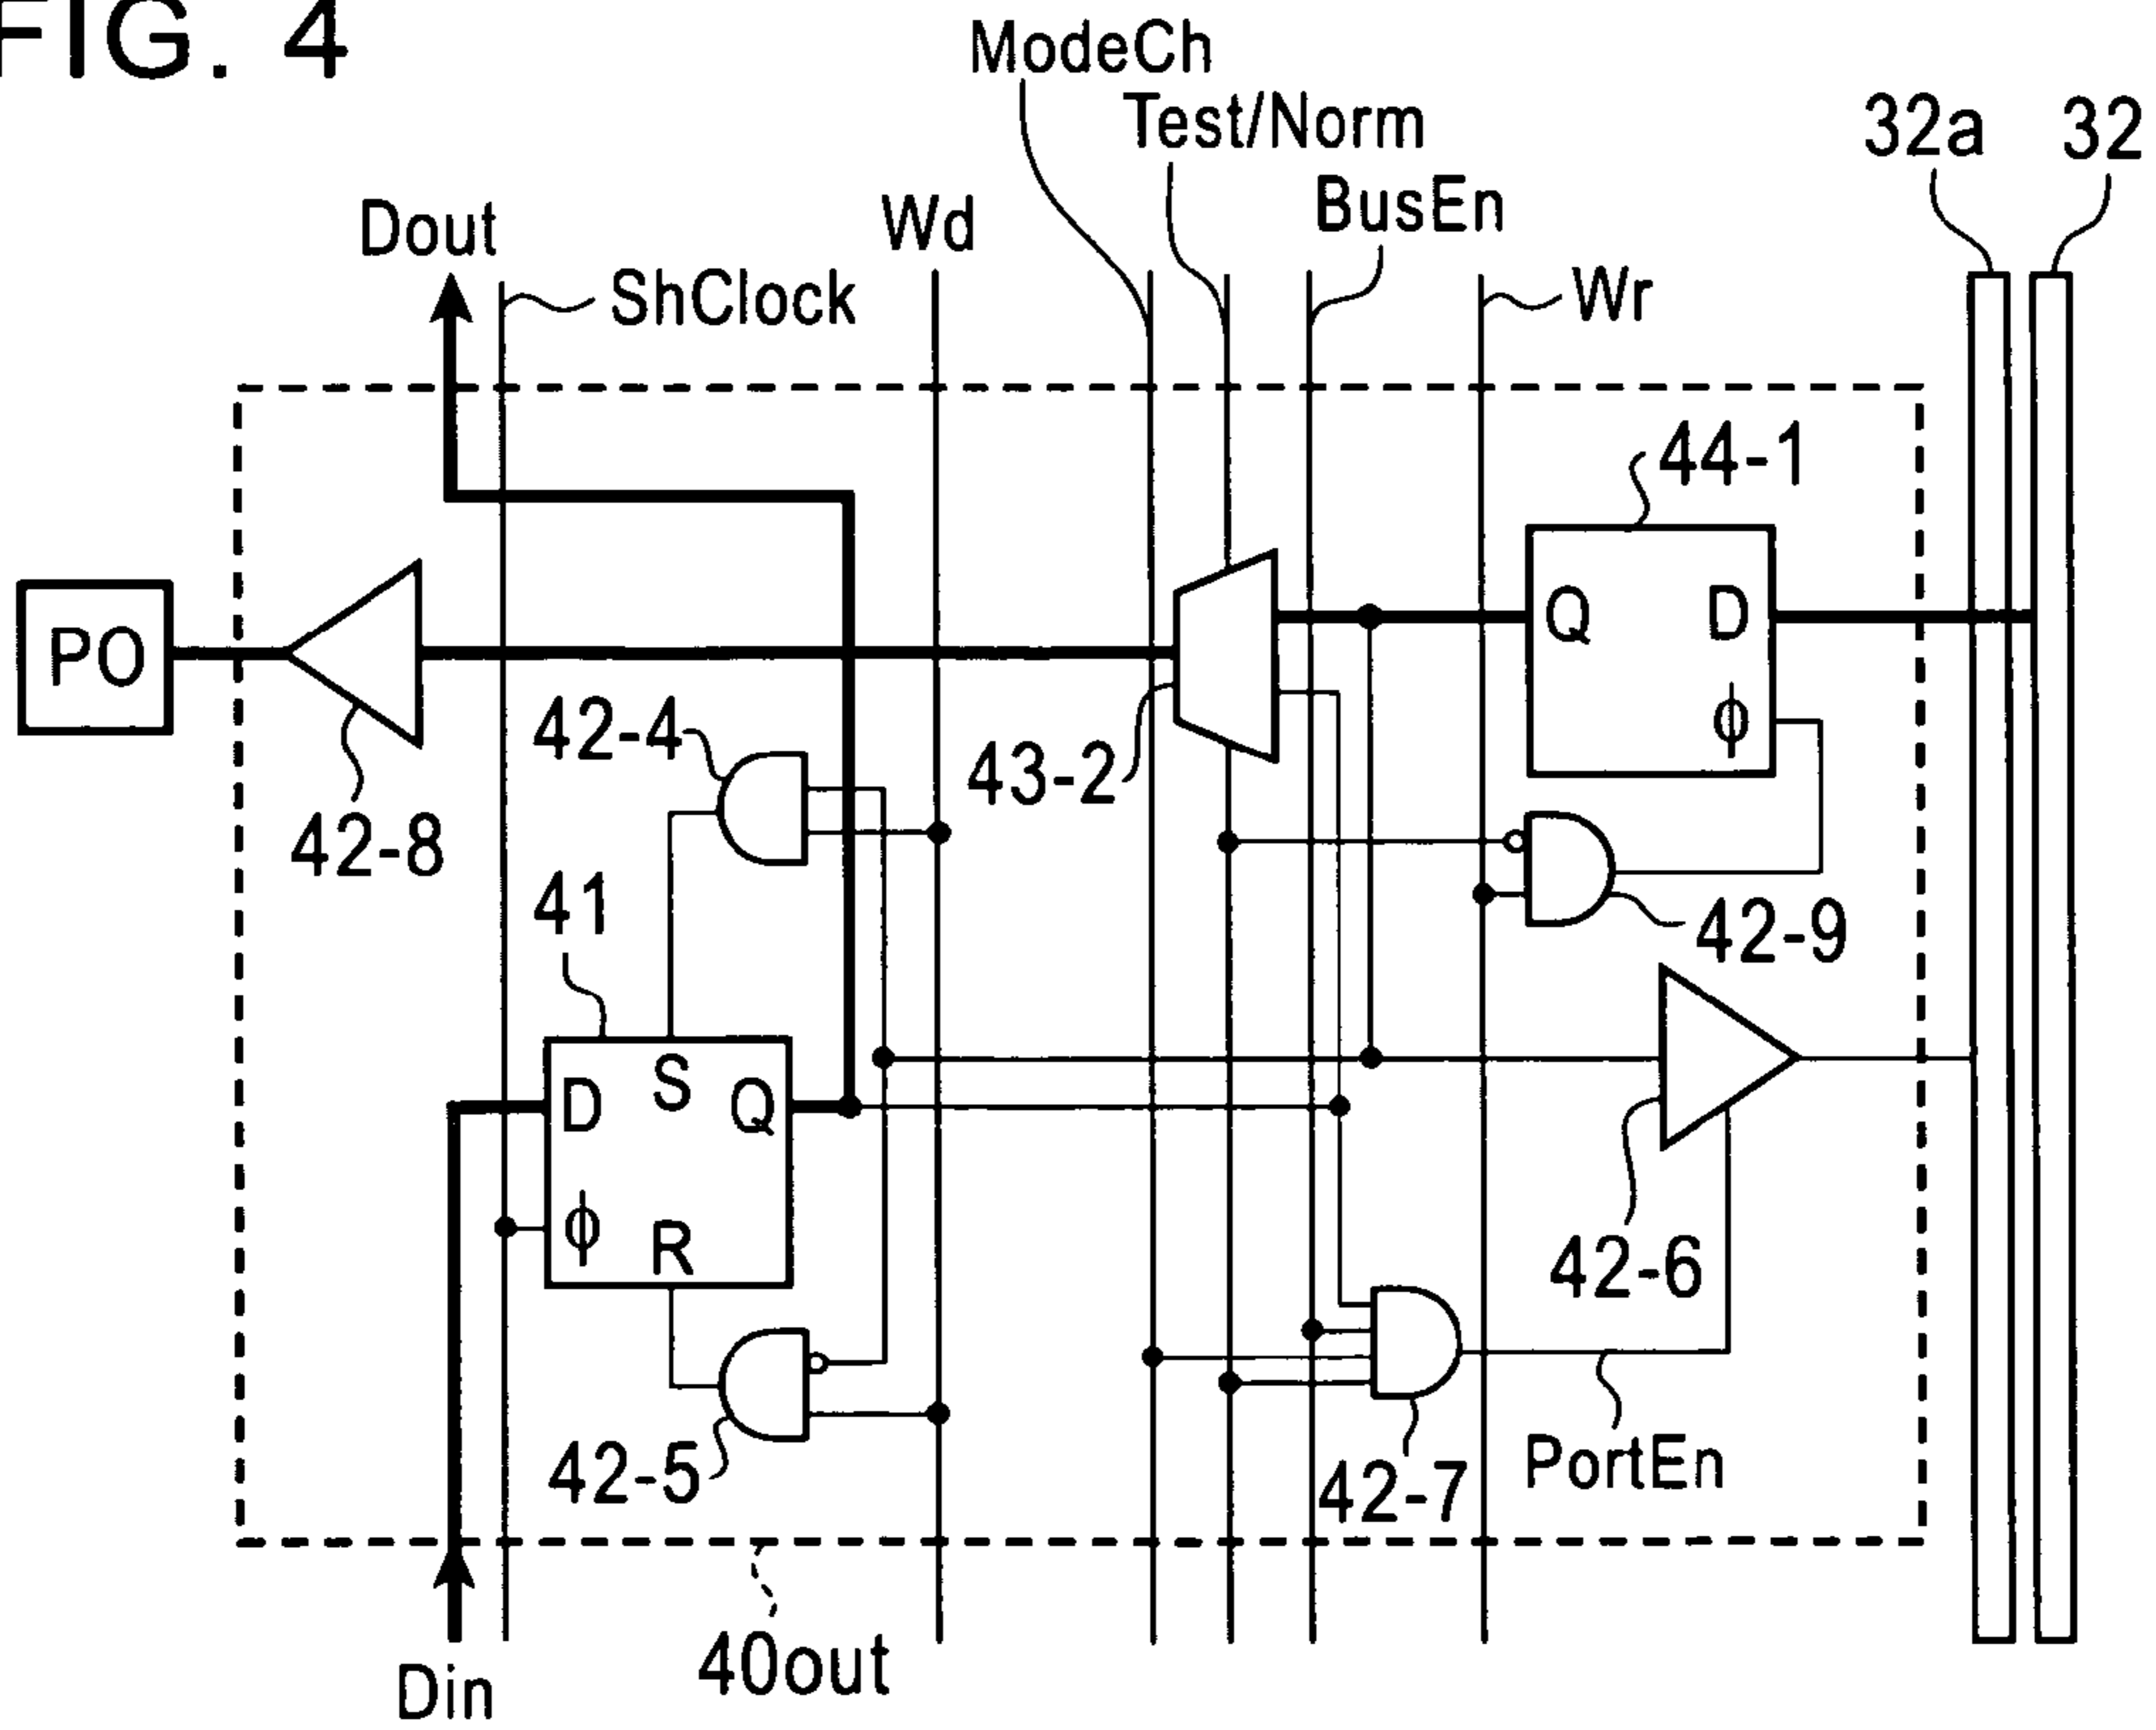 FIG. 4
ModeCh
Test/Norm
BusEn
32a
32
Dout
ShClock
Wd
Wr
44-1
PO
Q
D
ϕ
42-4
43-2
42-8
41
42-9
D
S
Q
ϕ
R
42-6
42-5
42-7
PortEn
40out
Din